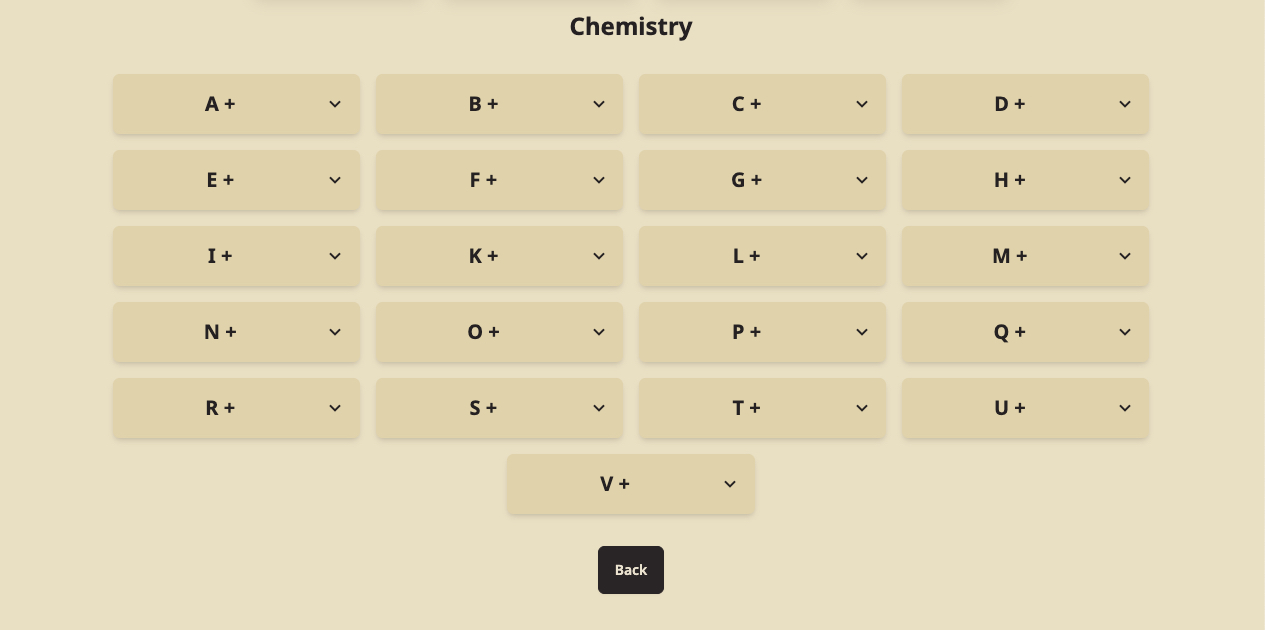 Chemistry
A + B + C + D +
E + F + G + H +
I + K + L + M +
N + O + P + Q +
R + S + T + U +
V +
Back